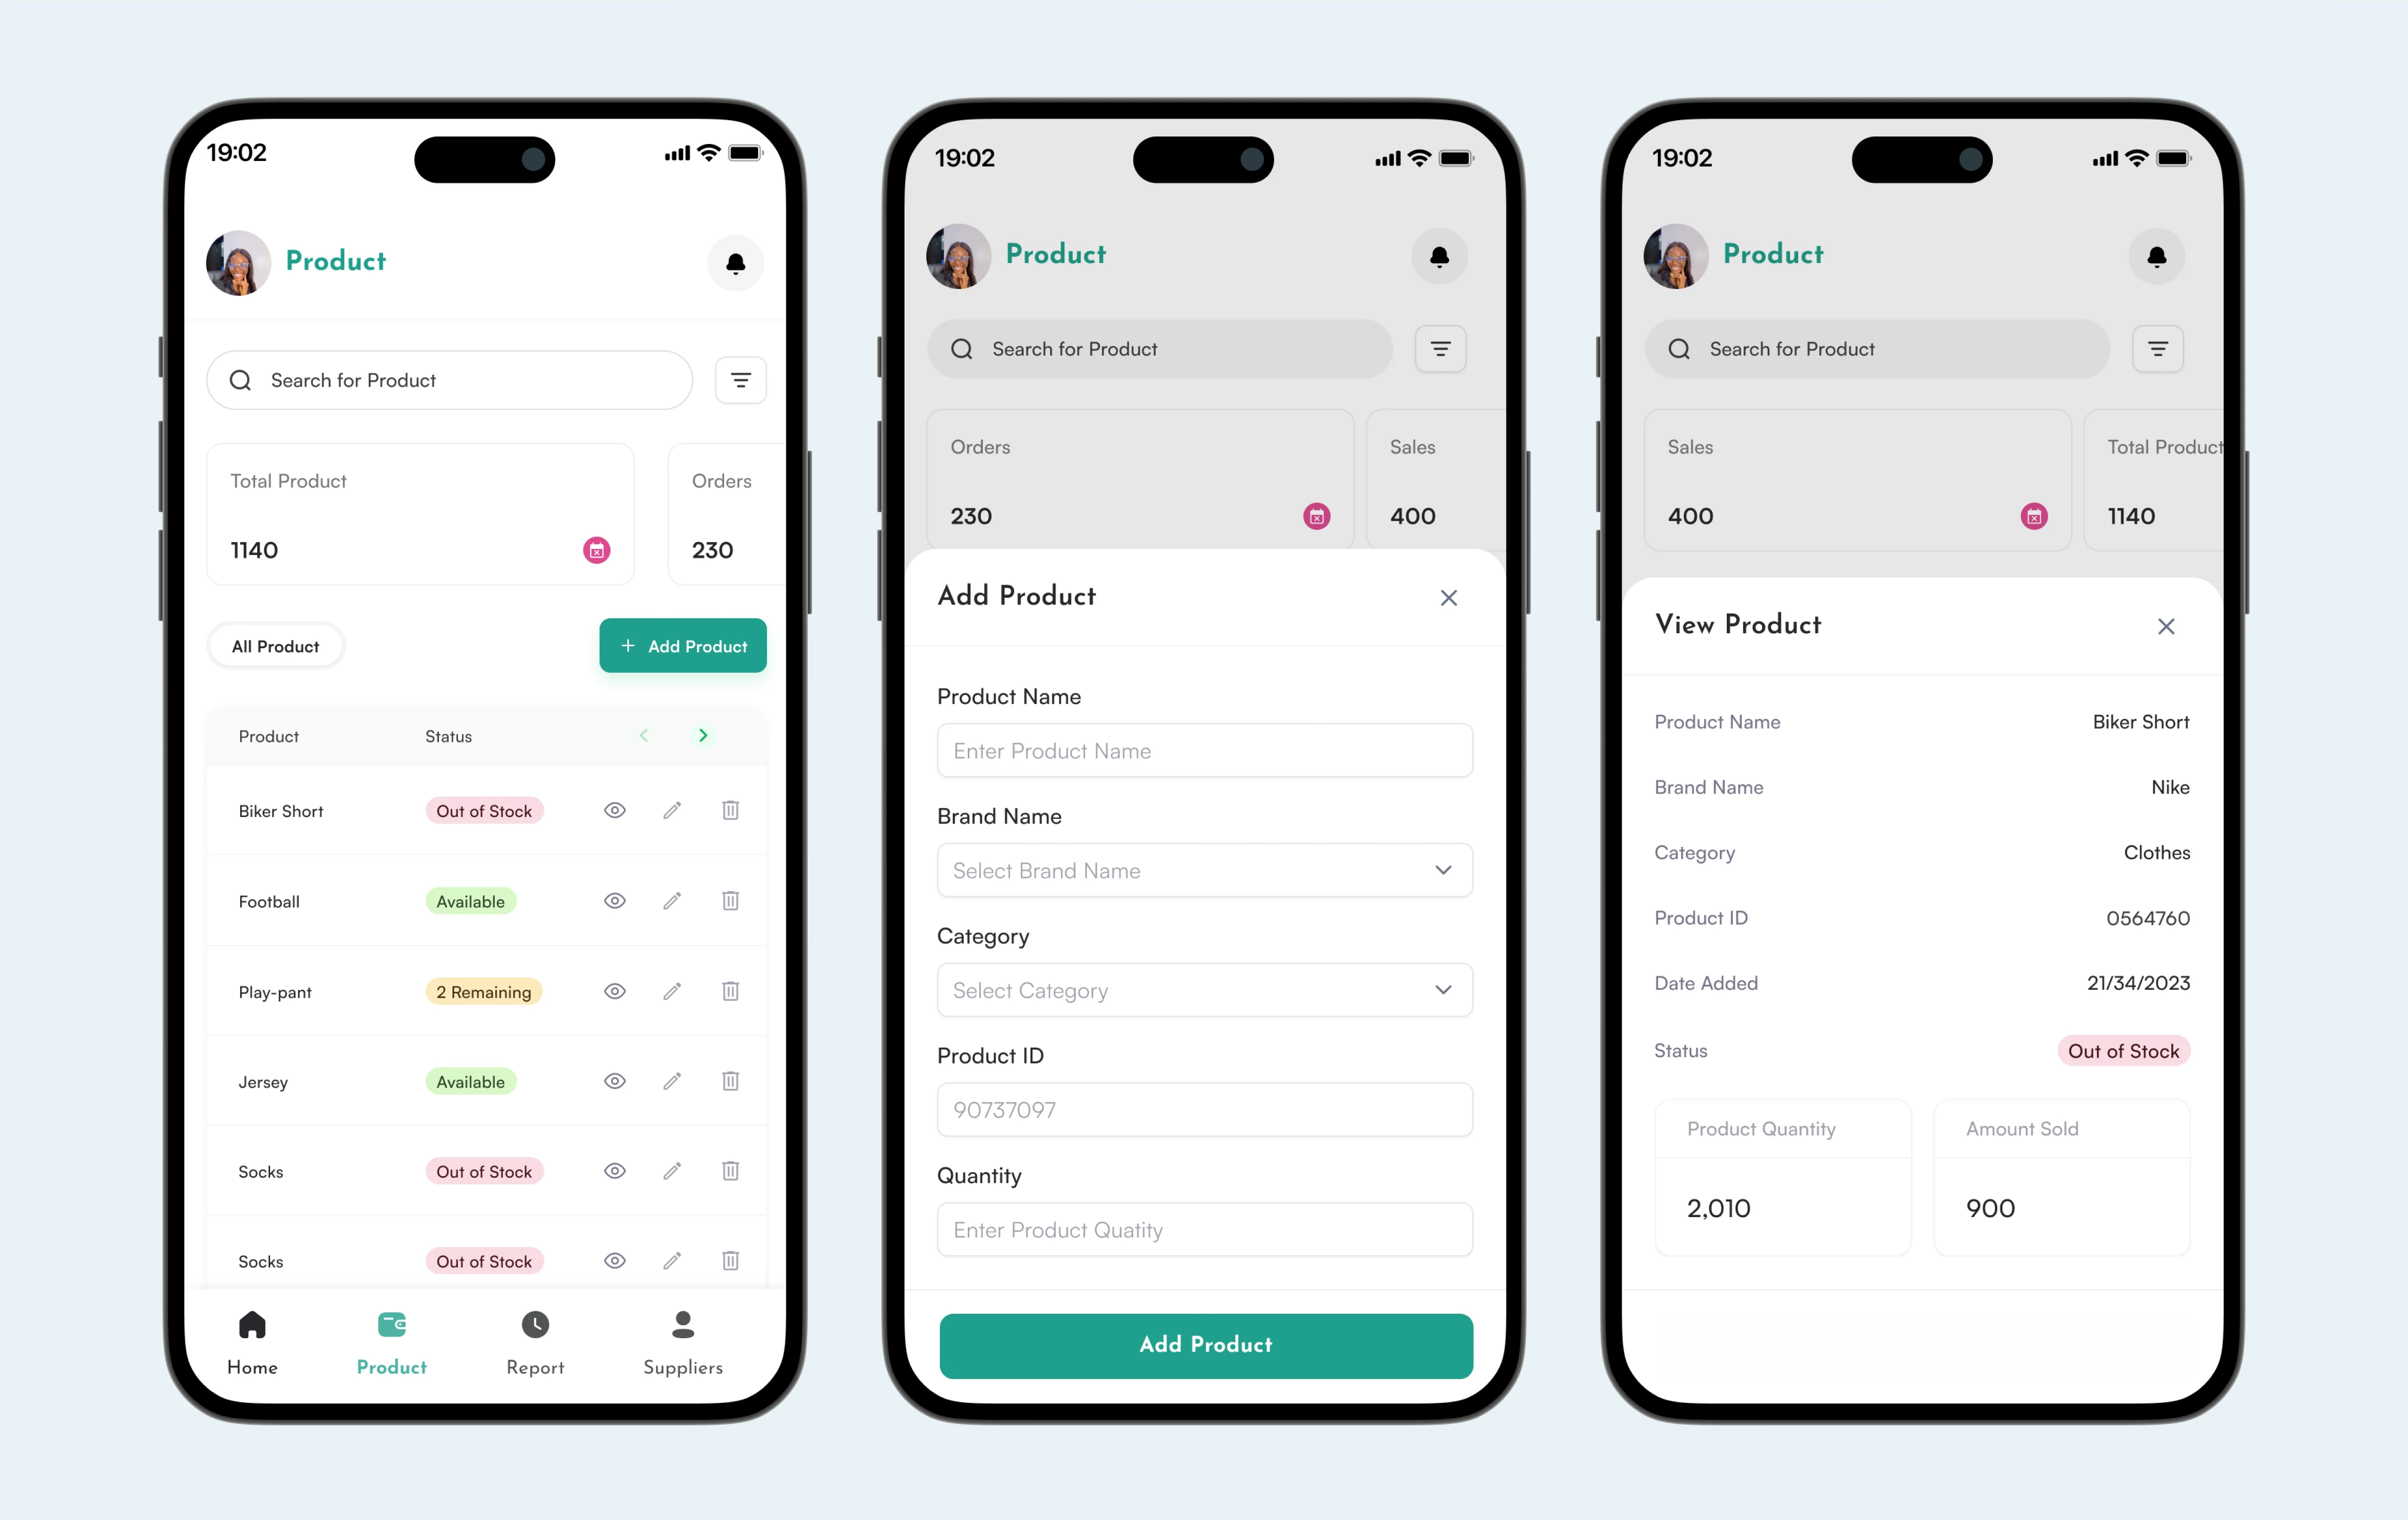 19:02
Product
Search for Product
Total Product
Orders
1140
230
All Product
+ Add Product
Product Status
Biker Short Out of Stock
Football Available
Play-pant 2 Remaining
Jersey Available
Socks Out of Stock
Socks Out of Stock
Home Product Report Suppliers
19:02
Product
Search for Product
Orders
Sales
230
400
Add Product
Product Name
Enter Product Name
Brand Name
Select Brand Name
Category
Select Category
Product ID
90737097
Quantity
Enter Product Quatity
Add Product
19:02
Product
Search for Product
Sales
Total Product
400
1140
View Product
Product Name Biker Short
Brand Name Nike
Category Clothes
Product ID 0564760
Date Added 21/34/2023
Status Out of Stock
Product Quantity
Amount Sold
2,010
900